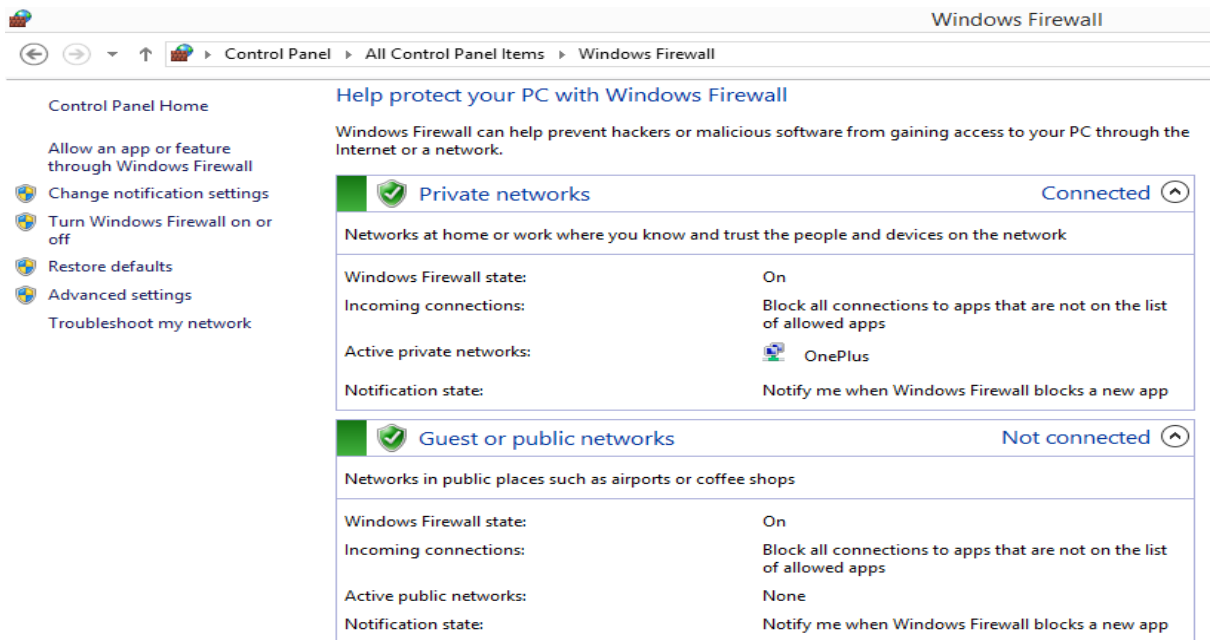 Windows Firewall
Control Panel All Control Panel Items Windows Firewall
Control Panel Home
Allow an app or feature
through Windows Firewall
Change notification settings
Turn Windows Firewall on or
off
Restore defaults
Advanced settings
Troubleshoot my network
Help protect your PC with Windows Firewall
Windows Firewall can help prevent hackers or malicious software from gaining access to your PC through the
Internet or a network.
Private networks Connected
Networks at home or work where you know and trust the people and devices on the network
Windows Firewall state: On
Incoming connections: Block all connections to apps that are not on the list
of allowed apps
Active private networks: OnePlus
Notification state: Notify me when Windows Firewall blocks a new app
Guest or public networks Not connected
Networks in public places such as airports or coffee shops
Windows Firewall state: On
Incoming connections: Block all connections to apps that are not on the list
of allowed apps
Active public networks: None
Notification state: Notify me when Windows Firewall blocks a new app